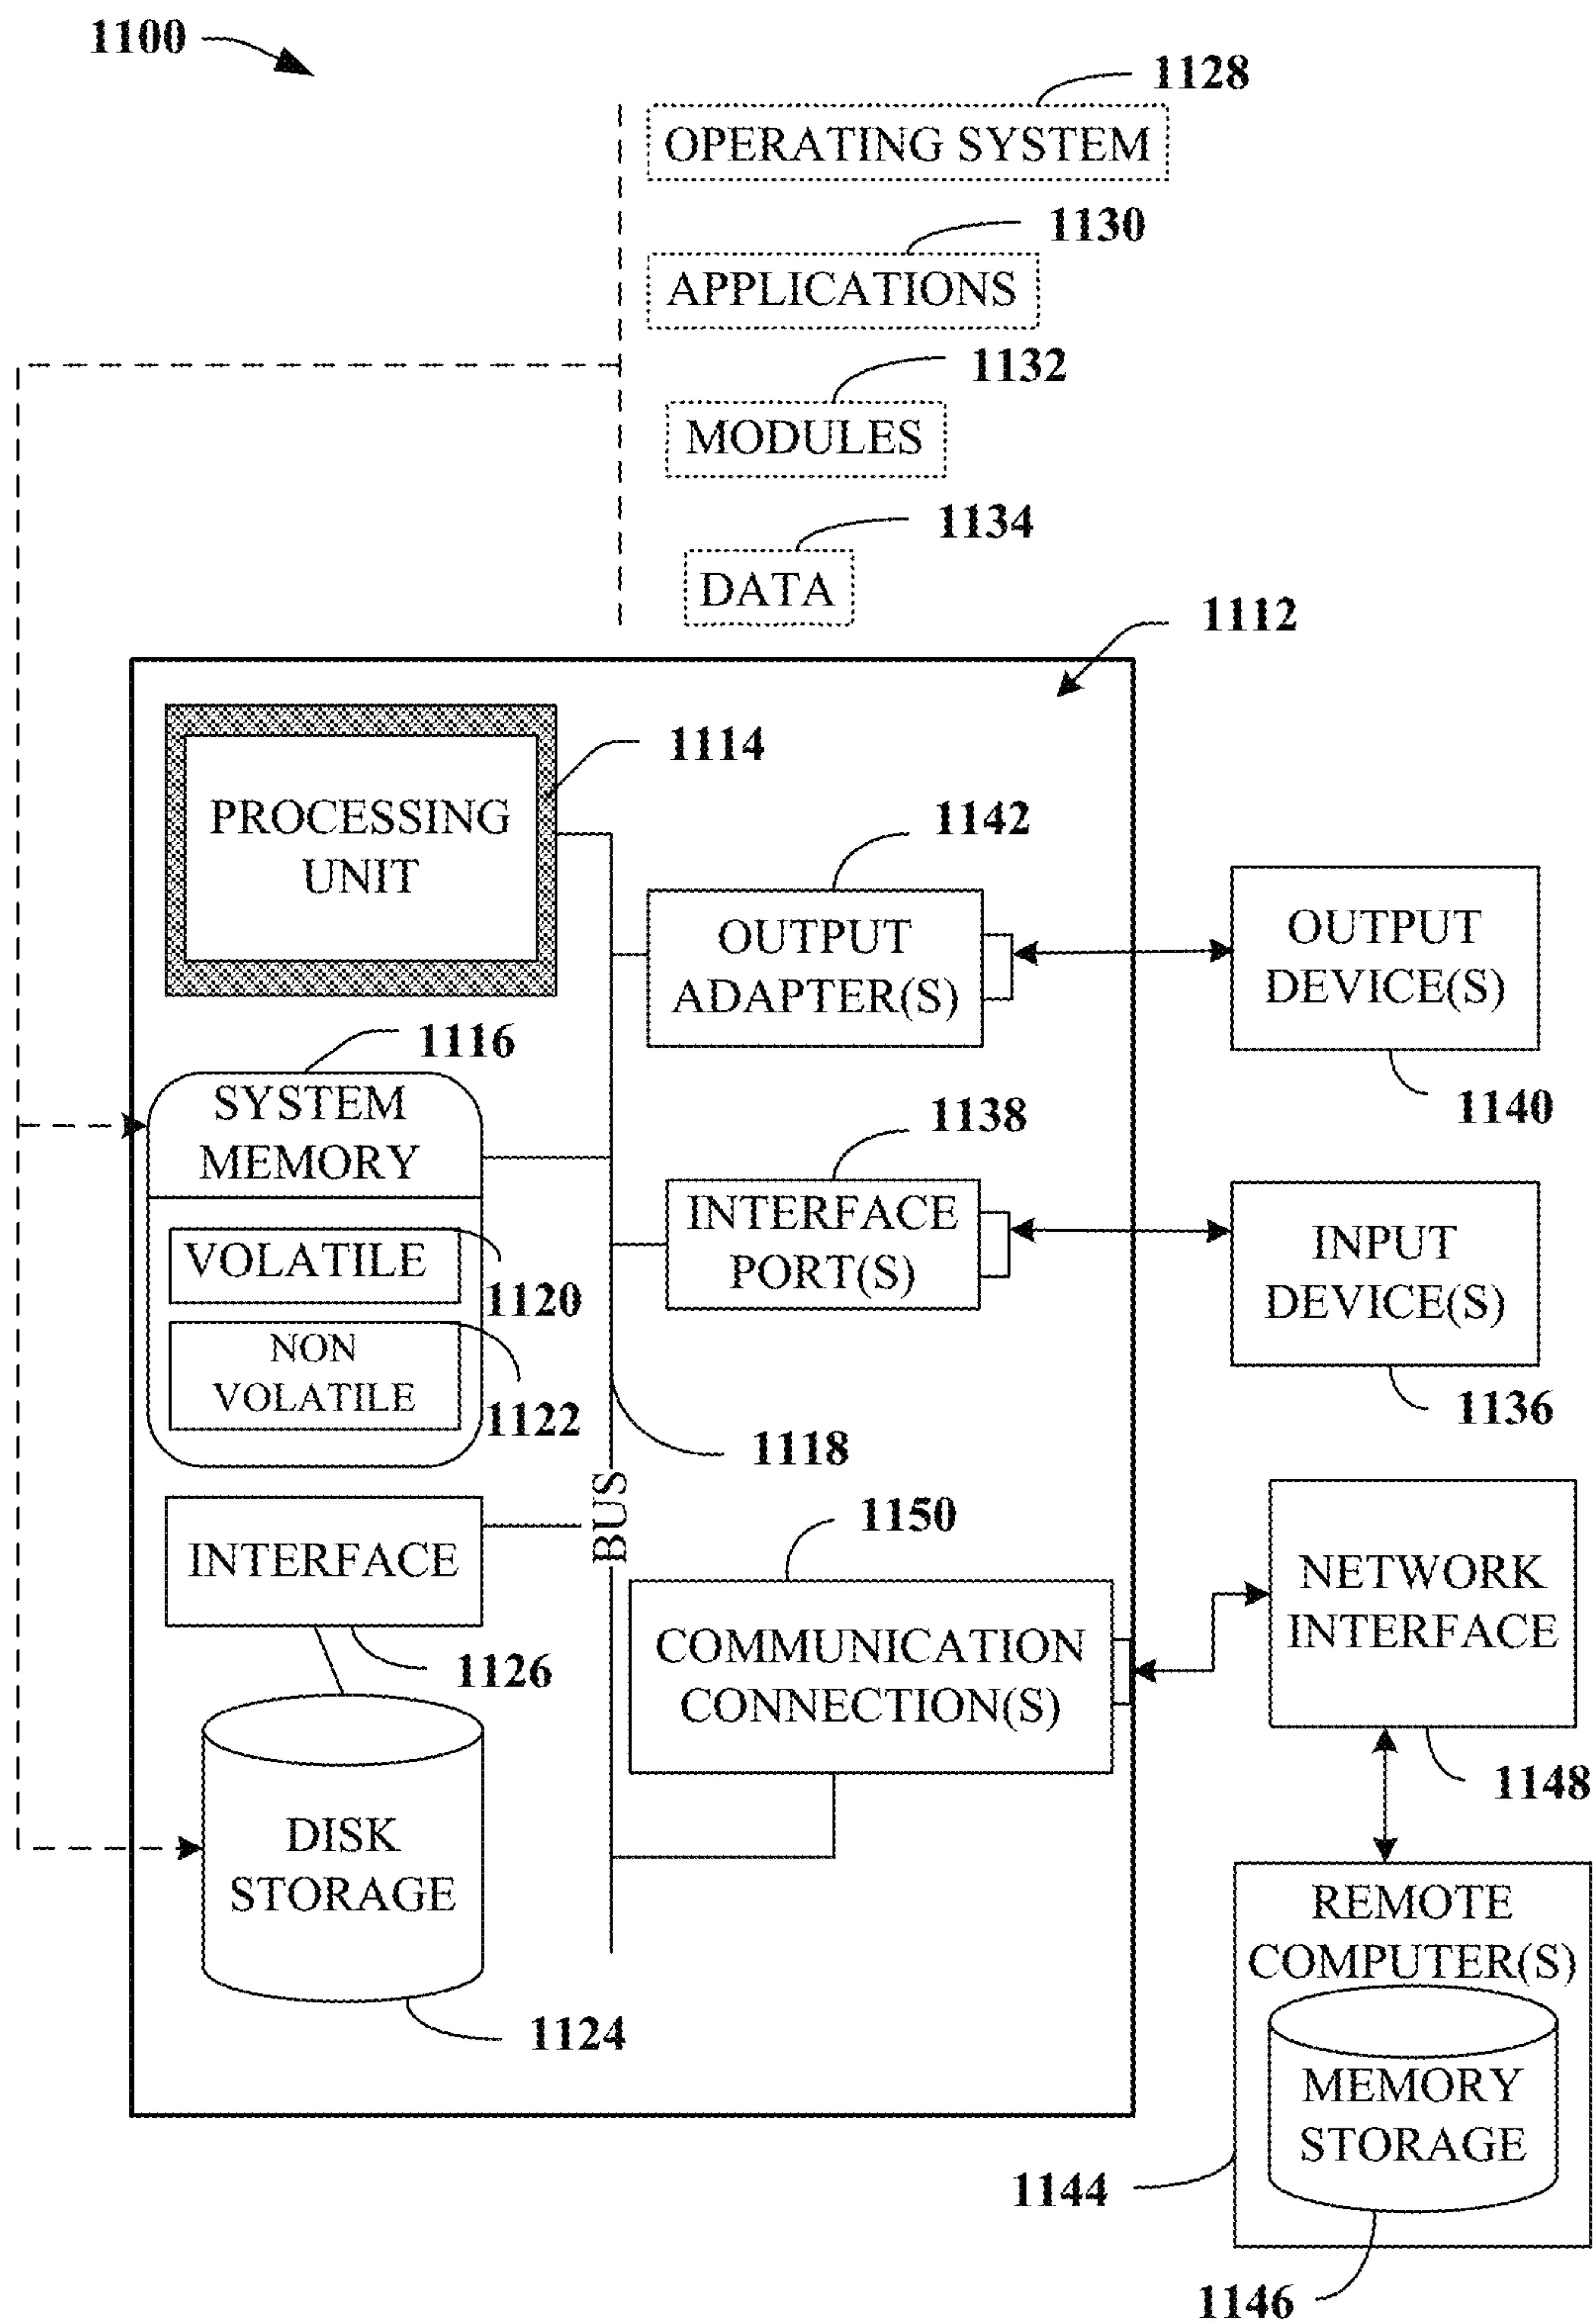 1100
1128
OPERATING SYSTEM
1130
APPLICATIONS
1132
MODULES
1134
DATA
1112
1114
PROCESSING
UNIT
1142
OUTPUT
ADAPTER(S)
OUTPUT
DEVICE(S)
1140
1116
SYSTEM
MEMORY
VOLATILE
1120
NON
VOLATILE
1122
1138
INTERFACE
PORT(S)
INPUT
DEVICE(S)
1136
1118
BUS
INTERFACE
1126
1150
COMMUNICATION
CONNECTION(S)
NETWORK
INTERFACE
1148
DISK
STORAGE
1124
REMOTE
COMPUTER(S)
MEMORY
STORAGE
1144
1146